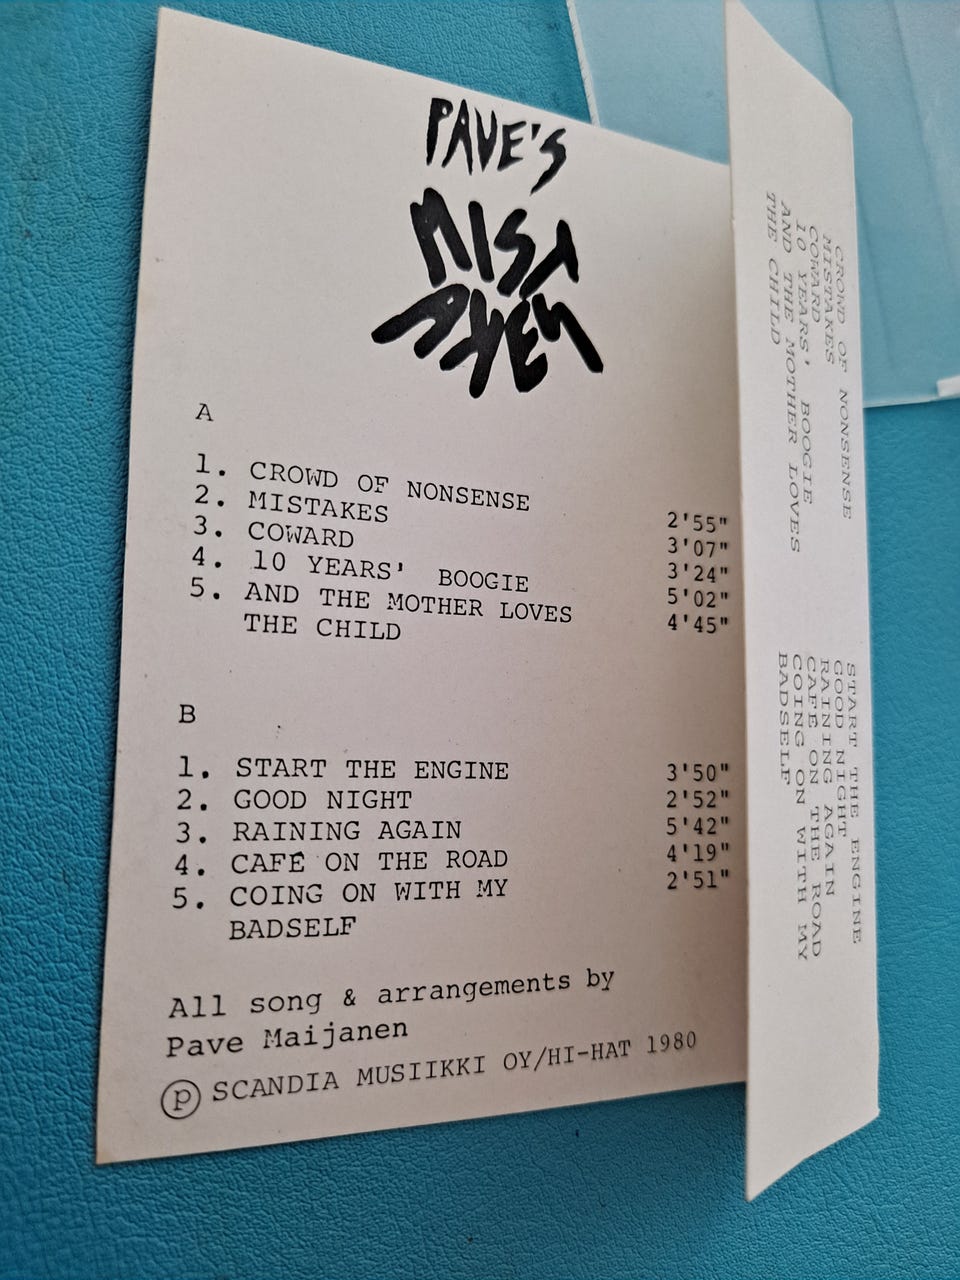 PAVE'S
MIST
AKES
A
1. CROWD OF NONSENSE 2'55"
2. MISTAKES 3'07"
3. COWARD 3'24"
4. 10 YEARS' BOOGIE 5'02"
5. AND THE MOTHER LOVES 4'45"
THE CHILD
B
1. START THE ENGINE 3'50"
2. GOOD NIGHT 2'52"
3. RAINING AGAIN 5'42"
4. CAFÉ ON THE ROAD 4'19"
5. COING ON WITH MY 2'51"
BADSELF
All song & arrangements by
Pave Maijanen
Ⓟ SCANDIA MUSIIKKI OY/HI-HAT 1980
CROWD OF NONSENSE
MISTAKES
COWARD
10 YEARS' BOOGIE
AND THE MOTHER LOVES
THE CHILD
START THE ENGINE
GOOD NIGHT
RAINING AGAIN
CAFÉ ON THE ROAD
COING ON WITH MY
BADSELF